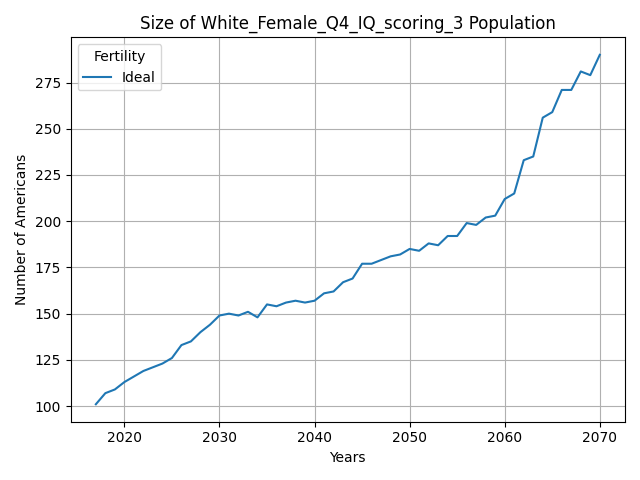 Size of White_Female_Q4_IQ_scoring_3 Population
Fertility
Ideal
Number of Americans
275
250
225
200
175
150
125
100
2020 2030 2040 2050 2060 2070
Years